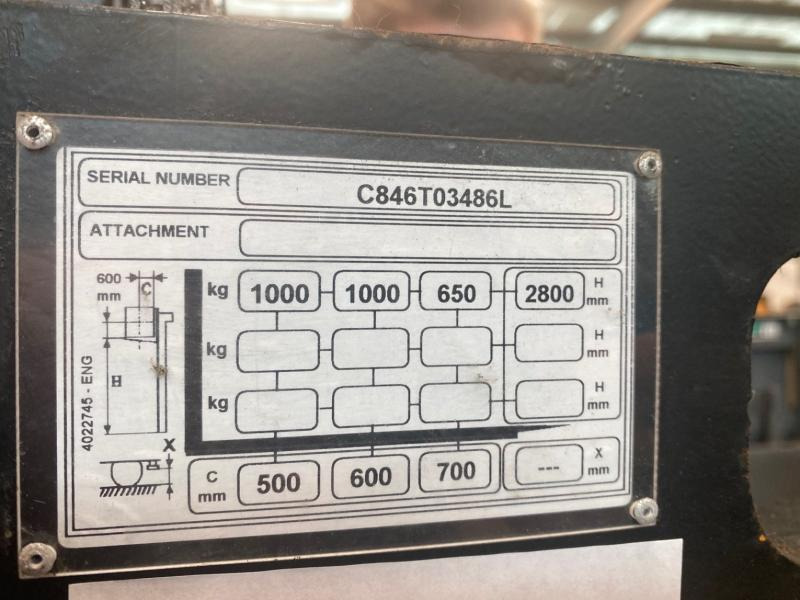 SERIAL NUMBER C846T03486L
ATTACHMENT
600 mm C
kg 1000 1000 650 2800 H mm
kg H mm
H
kg H mm
4022745 - ENG
X
C mm 500 600 700 --- X mm